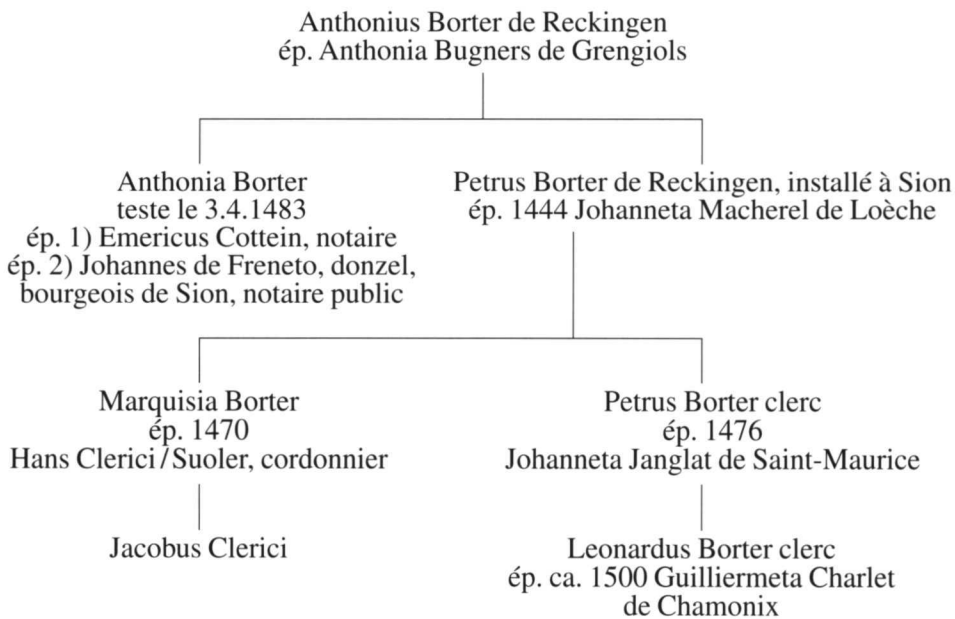 Anthonius Borter de Reckingen
ép. Anthonia Bugners de Grengiols
Anthonia Borter
teste le 3.4.1483
ép. 1) Emericus Cottein, notaire
ép. 2) Johannes de Freneto, donzel,
bourgeois de Sion, notaire public
Petrus Borter de Reckingen, installé à Sion
ép. 1444 Johanneta Macherel de Loèche
Marquisia Borter
ép. 1470
Hans Clerici / Suoler, cordonnier
Petrus Borter clerc
ép. 1476
Johanneta Janglat de Saint-Maurice
Jacobus Clerici
Leonardus Borter clerc
ép. ca. 1500 Guilliermeta Charlet
de Chamonix